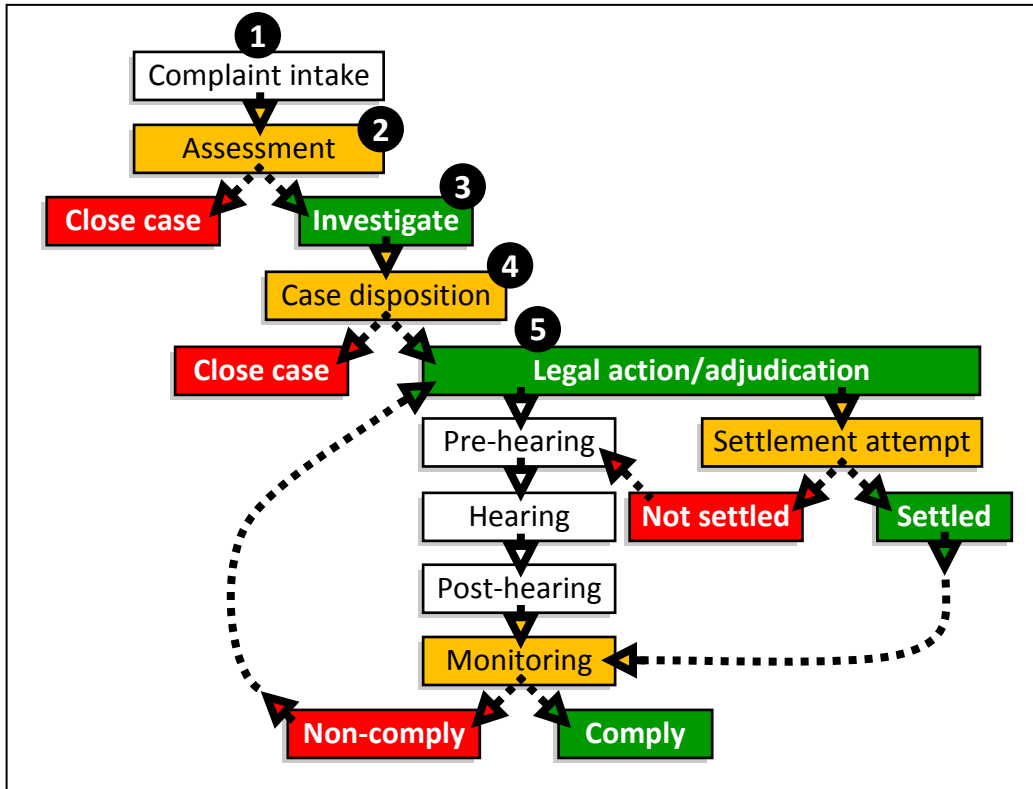 1
Complaint intake
2
Assessment
3
Close case
Investigate
4
Case disposition
5
Close case
Legal action/adjudication
Pre-hearing
Settlement attempt
Hearing
Not settled
Settled
Post-hearing
Monitoring
Non-comply
Comply